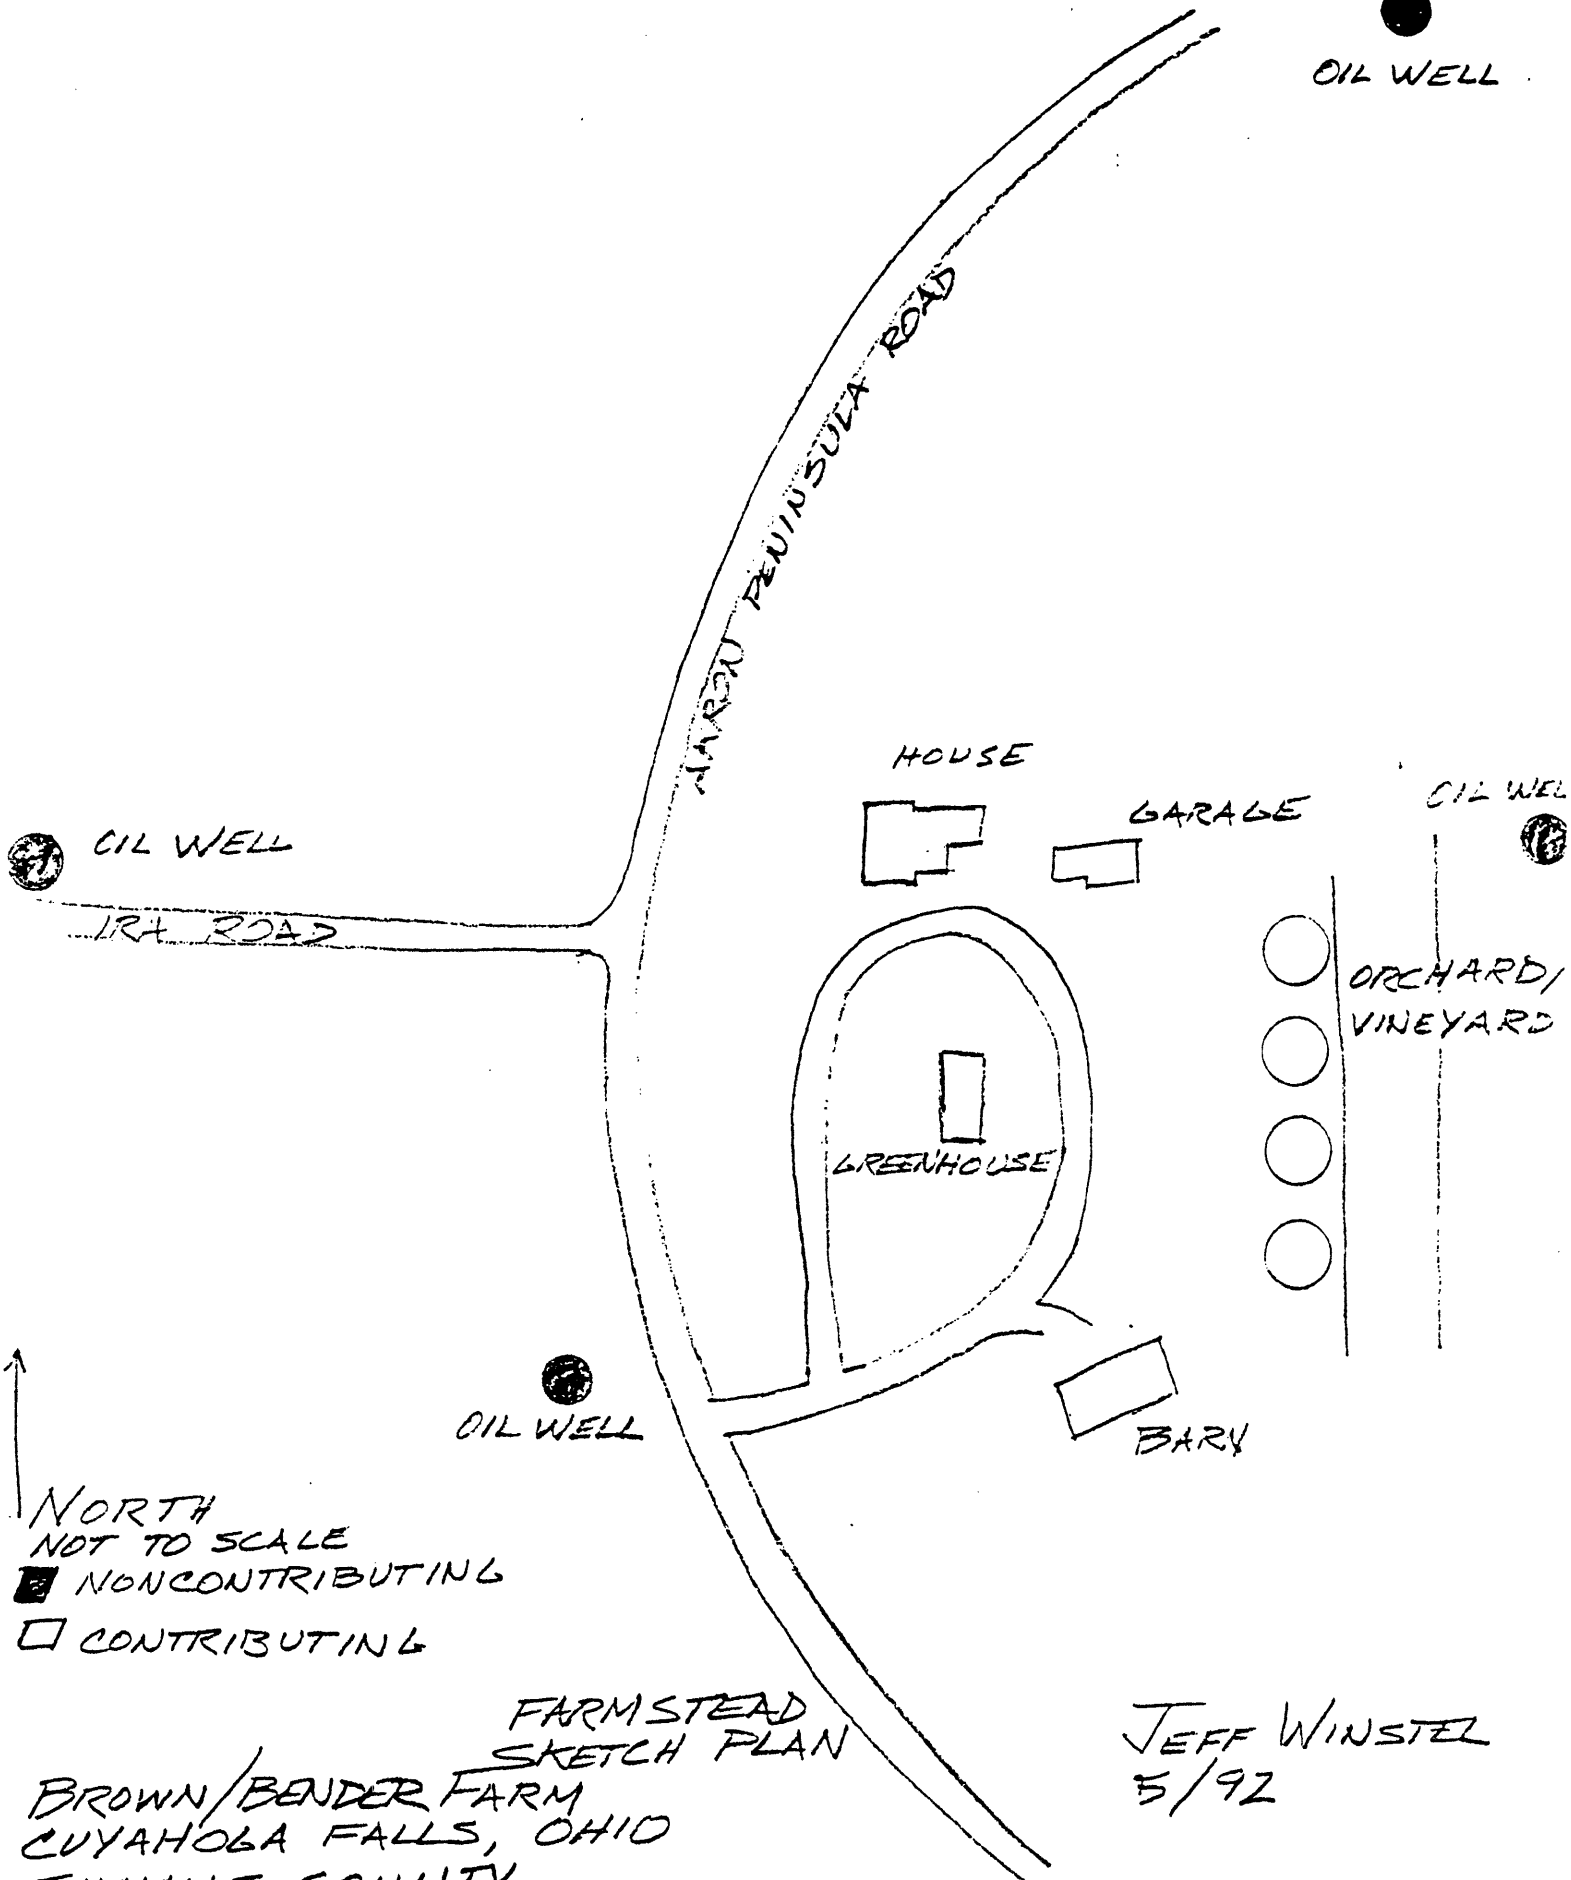 OIL WELL
AKRON PENINSULA ROAD
HOUSE
GARAGE
OIL WEL
OIL WELL
IRA ROAD
ORCHARD/
VINEYARD
GREENHOUSE
OIL WELL
BARN
NORTH
NOT TO SCALE
NONCONTRIBUTING
CONTRIBUTING
FARMSTEAD
SKETCH PLAN
JEFF WINSTEL
5/92
BROWN/BENDER FARM
CUYAHOGA FALLS, OHIO
SUMMIT COUNTY